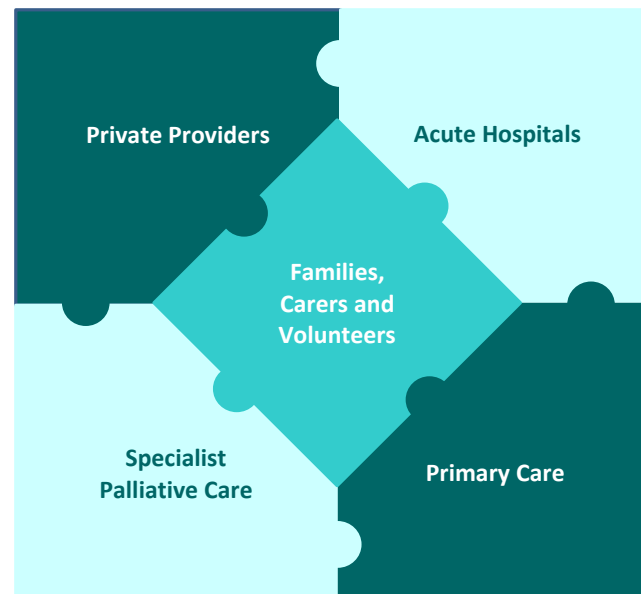 Private Providers
Acute Hospitals
Families,
Carers and
Volunteers
Specialist
Palliative Care
Primary Care